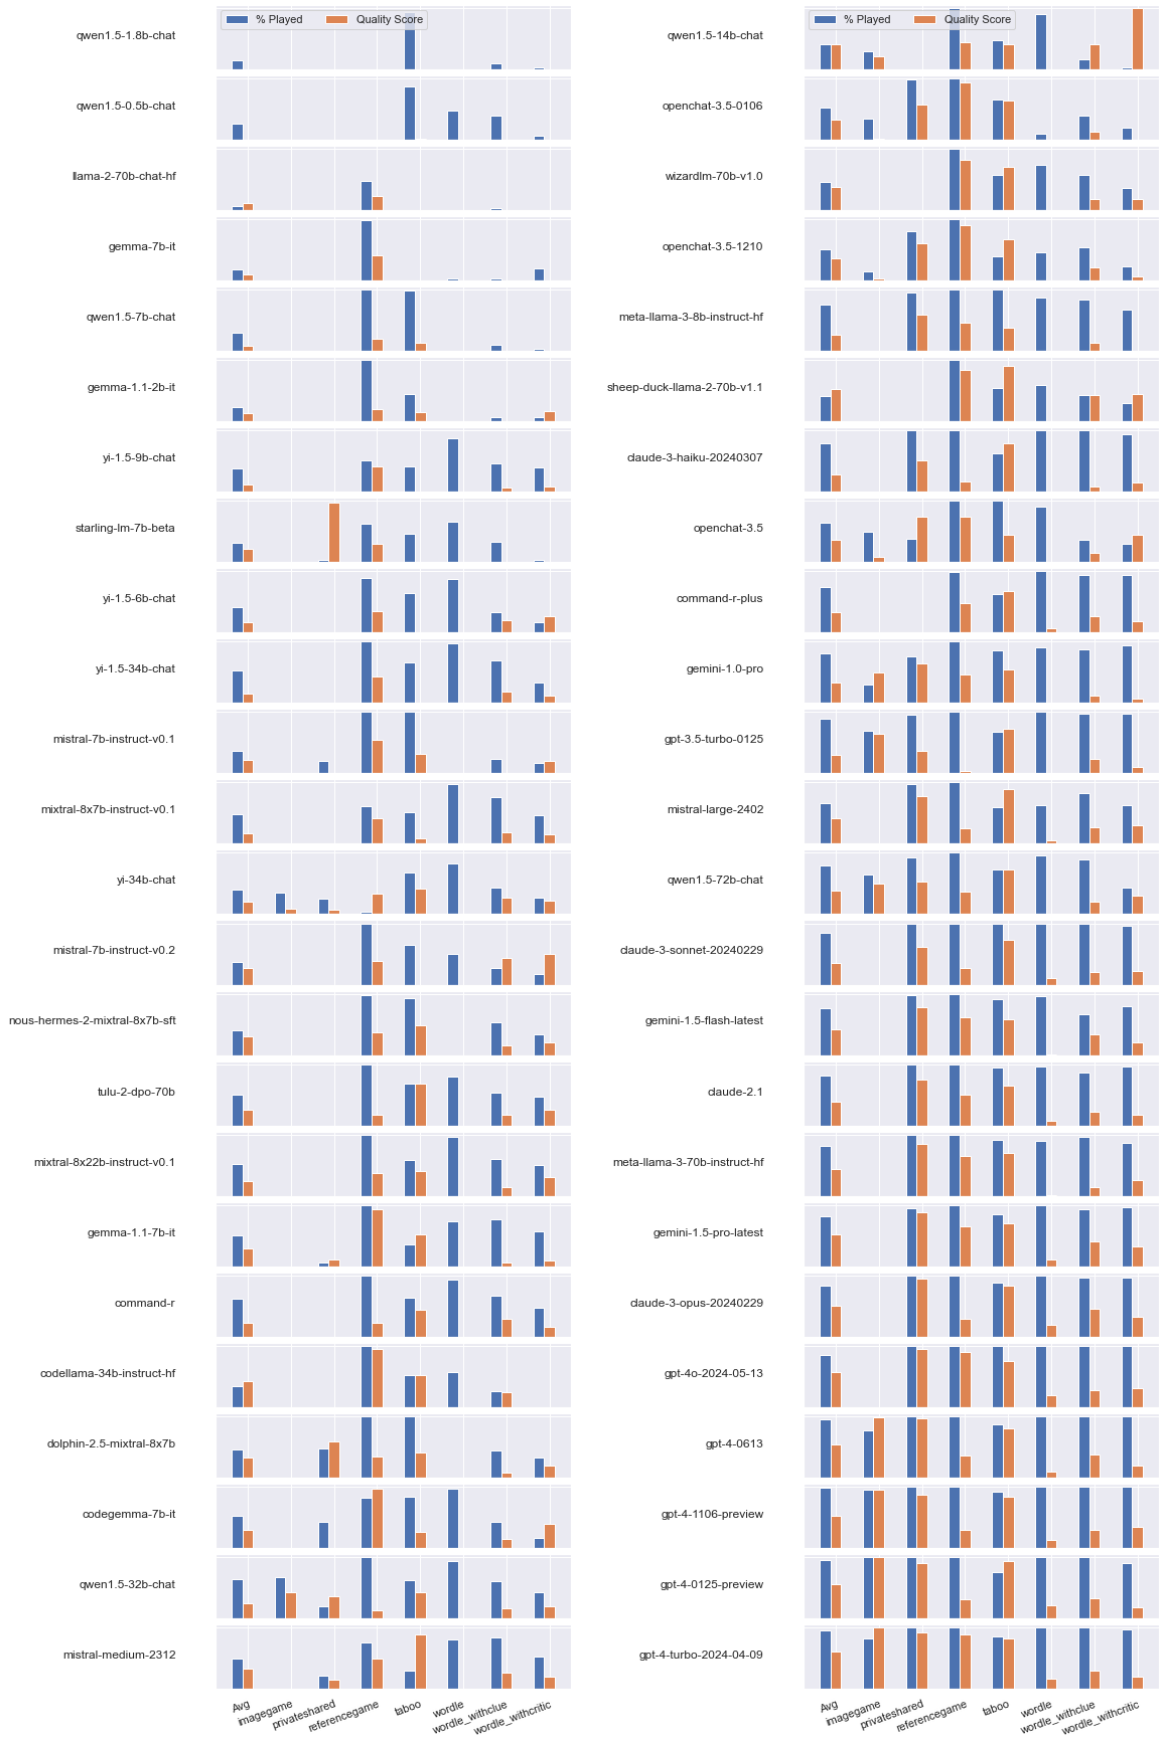 % Played Quality Score
qwen1.5-1.8b-chat
qwen1.5-0.5b-chat
llama-2-70b-chat-hf
gemma-7b-it
qwen1.5-7b-chat
gemma-1.1-2b-it
yi-1.5-9b-chat
starling-lm-7b-beta
yi-1.5-6b-chat
yi-1.5-34b-chat
mistral-7b-instruct-v0.1
mixtral-8x7b-instruct-v0.1
yi-34b-chat
mistral-7b-instruct-v0.2
nous-hermes-2-mixtral-8x7b-sft
tulu-2-dpo-70b
mixtral-8x22b-instruct-v0.1
gemma-1.1-7b-it
command-r
codellama-34b-instruct-hf
dolphin-2.5-mixtral-8x7b
codegemma-7b-it
qwen1.5-32b-chat
mistral-medium-2312
Avg
imagegame
privateshared
referencegame
taboo
wordle
wordle_withclue
wordle_withcritic
% Played Quality Score
qwen1.5-14b-chat
openchat-3.5-0106
wizardlm-70b-v1.0
openchat-3.5-1210
meta-llama-3-8b-instruct-hf
sheep-duck-llama-2-70b-v1.1
claude-3-haiku-20240307
openchat-3.5
command-r-plus
gemini-1.0-pro
gpt-3.5-turbo-0125
mistral-large-2402
qwen1.5-72b-chat
claude-3-sonnet-20240229
gemini-1.5-flash-latest
claude-2.1
meta-llama-3-70b-instruct-hf
gemini-1.5-pro-latest
claude-3-opus-20240229
gpt-4o-2024-05-13
gpt-4-0613
gpt-4-1106-preview
gpt-4-0125-preview
gpt-4-turbo-2024-04-09
Avg
imagegame
privateshared
referencegame
taboo
wordle
wordle_withclue
wordle_withcritic